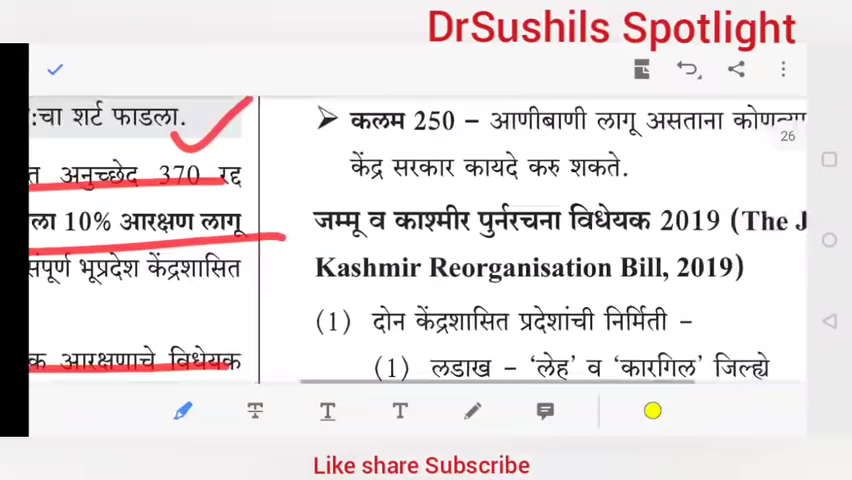 DrSushils Spotlight
:चा शर्ट फाडला.
त अनुच्छेद 370 रद्द
ला 10% आरक्षण लागू
संपूर्ण भूप्रदेश केंद्रशासित
क आरक्षणाचे विधेयक
➢ कलम 250 – आणीबाणी लागू असताना कोणत्या
26
केंद्र सरकार कायदे करु शकते.
जम्मू व काश्मीर पुर्नरचना विधेयक 2019 (The J
Kashmir Reorganisation Bill, 2019)
(1) दोन केंद्रशासित प्रदेशांची निर्मिती –
(1) लडाख – ‘लेह’ व ‘कारगिल’ जिल्ह्ये
Like share Subscribe